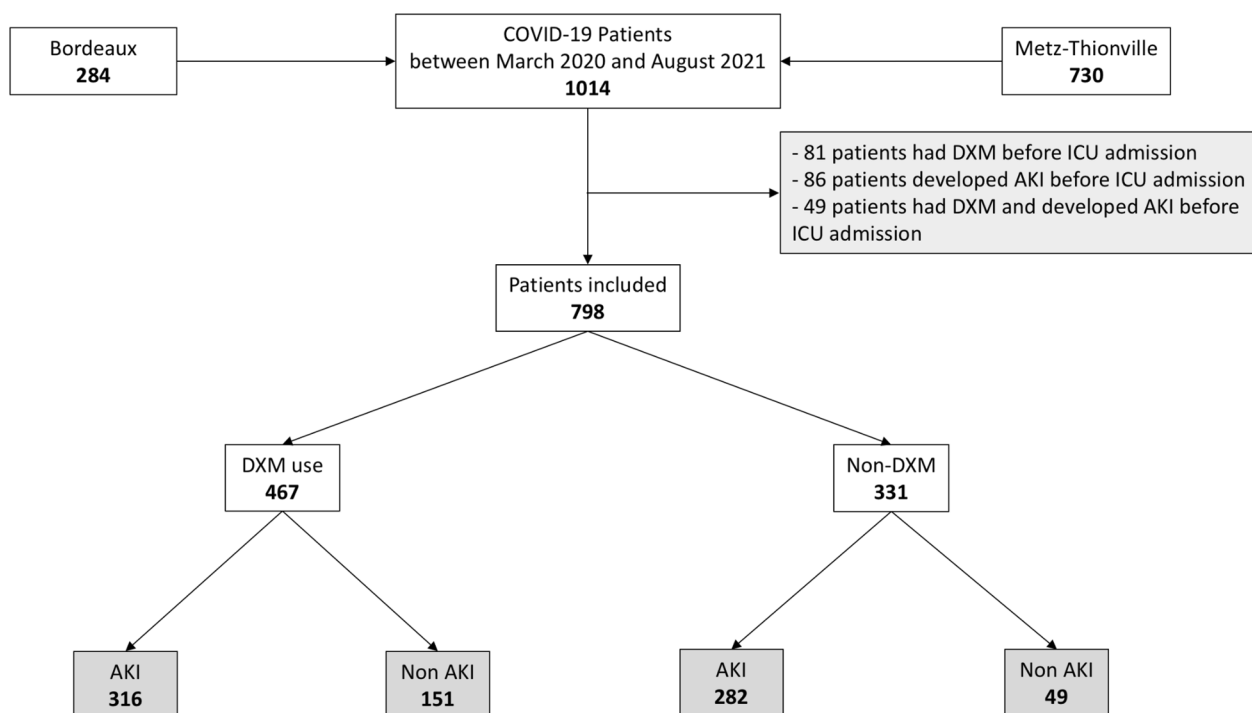 Bordeaux
284
COVID-19 Patients
between March 2020 and August 2021
1014
Metz-Thionville
730
- 81 patients had DXM before ICU admission
- 86 patients developed AKI before ICU admission
- 49 patients had DXM and developed AKI before
ICU admission
Patients included
798
DXM use
467
Non-DXM
331
AKI
316
Non AKI
151
AKI
282
Non AKI
49